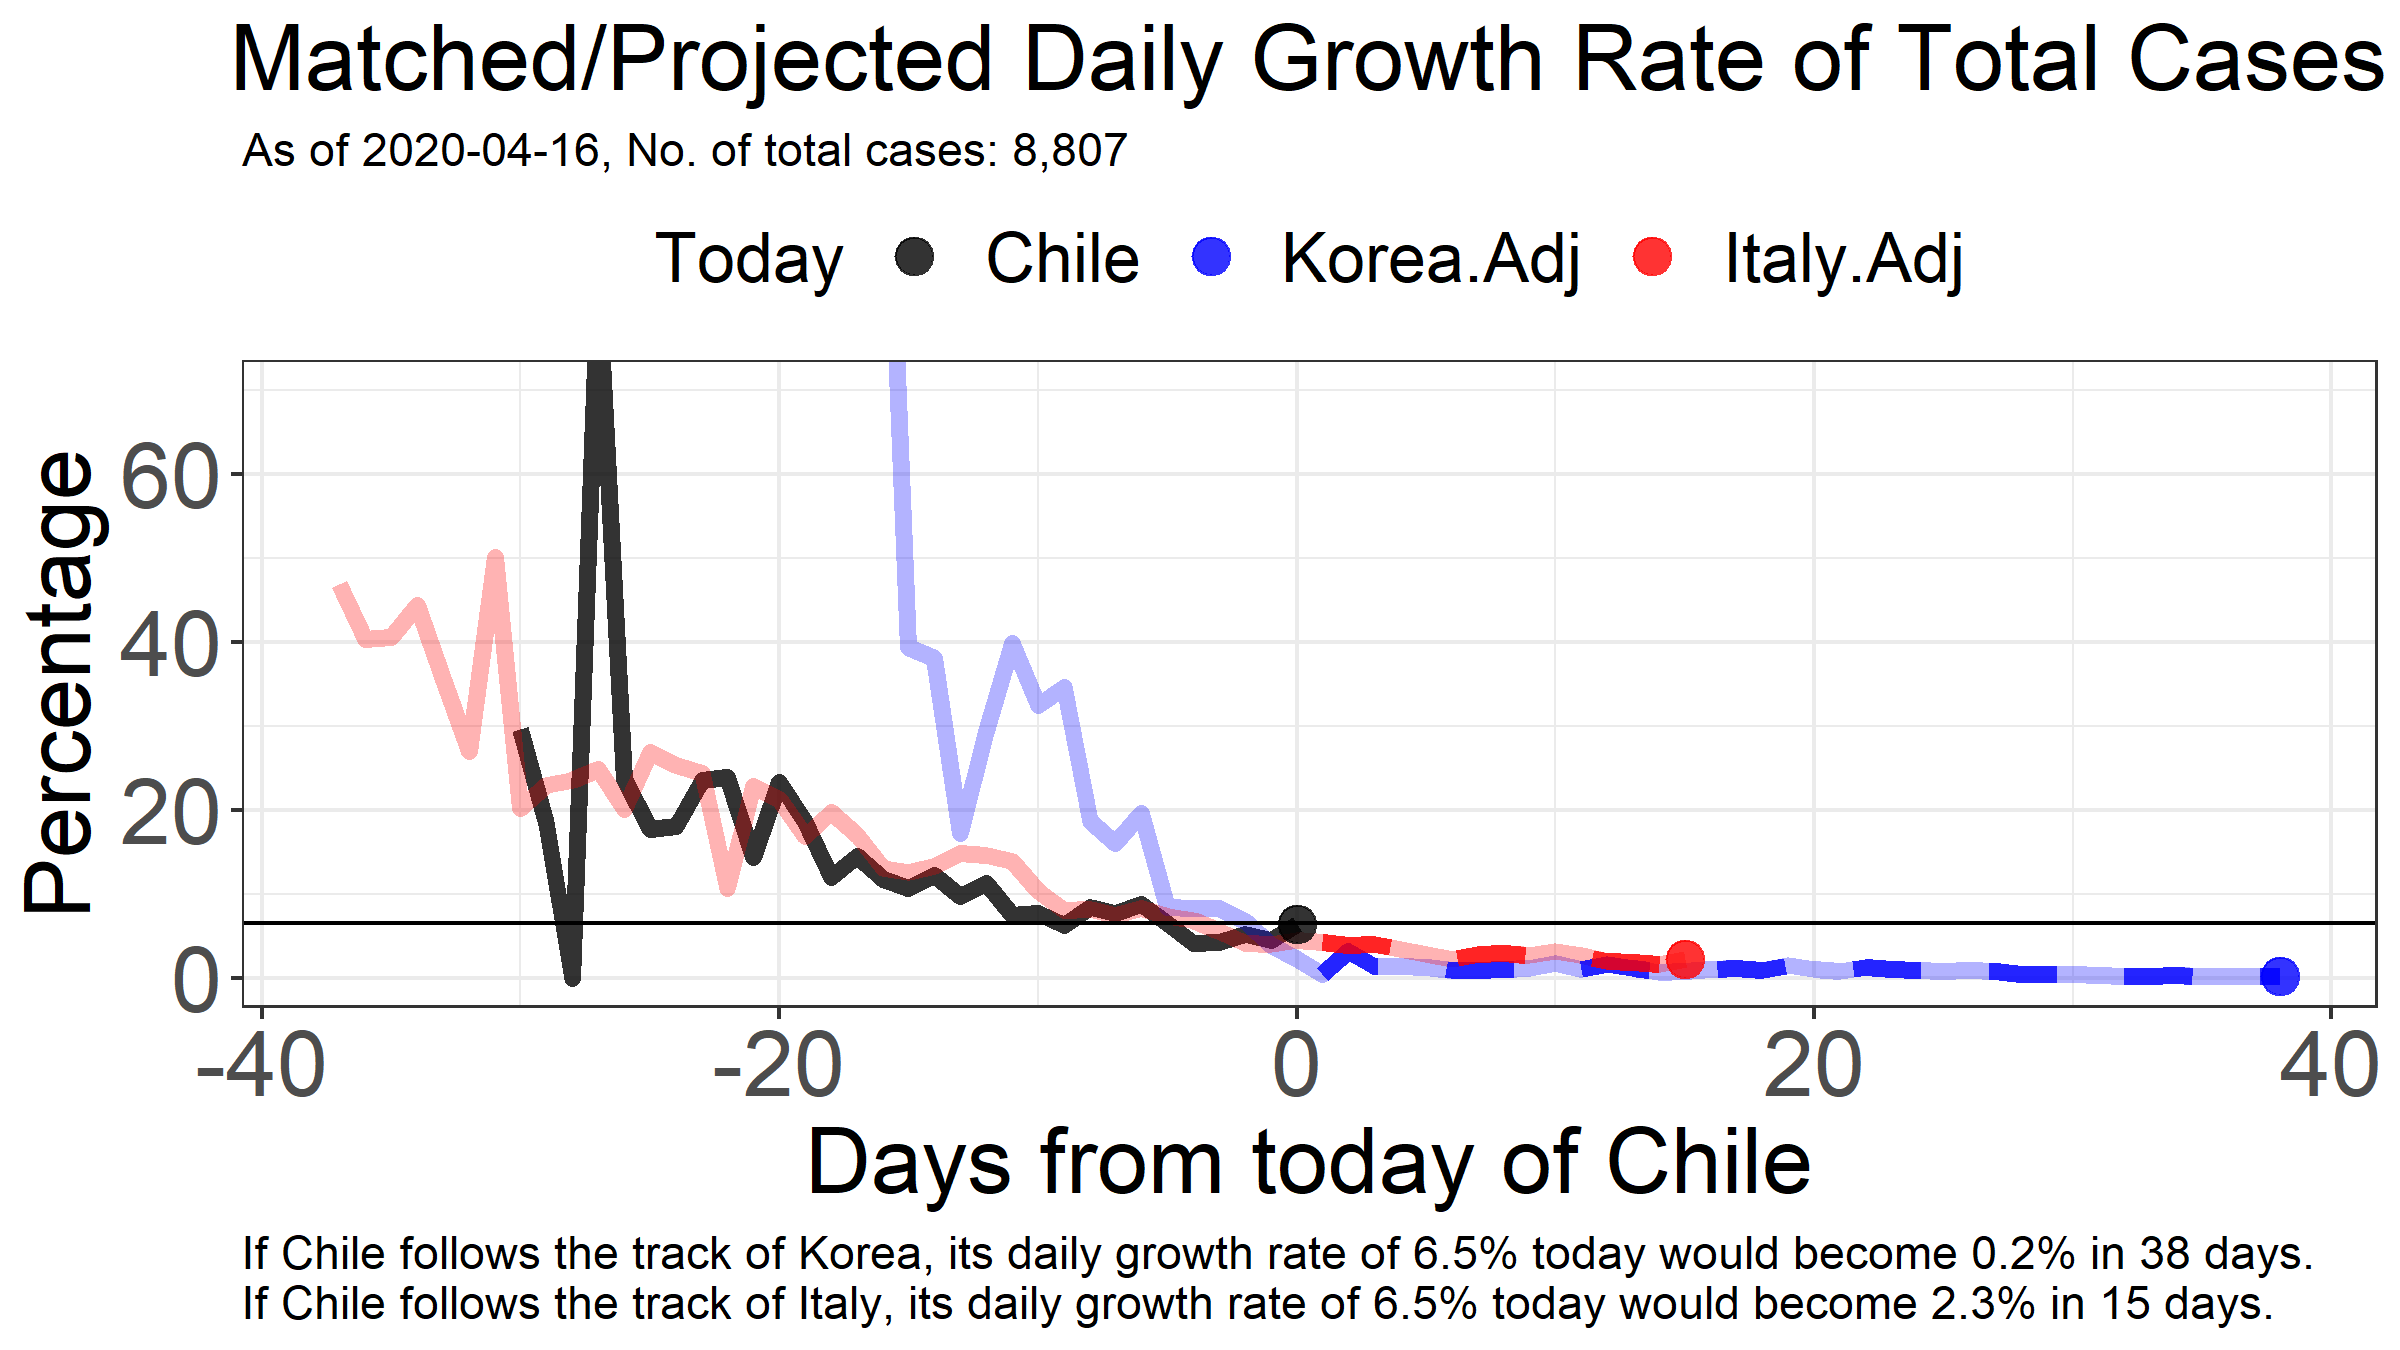 Matched/Projected Daily Growth Rate of Total Cases
As of 2020-04-16, No. of total cases: 8,807
Today Chile Korea.Adj Italy.Adj
Percentage
60
40
20
0
-40 -20 0 20 40
Days from today of Chile
If Chile follows the track of Korea, its daily growth rate of 6.5% today would become 0.2% in 38 days.
If Chile follows the track of Italy, its daily growth rate of 6.5% today would become 2.3% in 15 days.